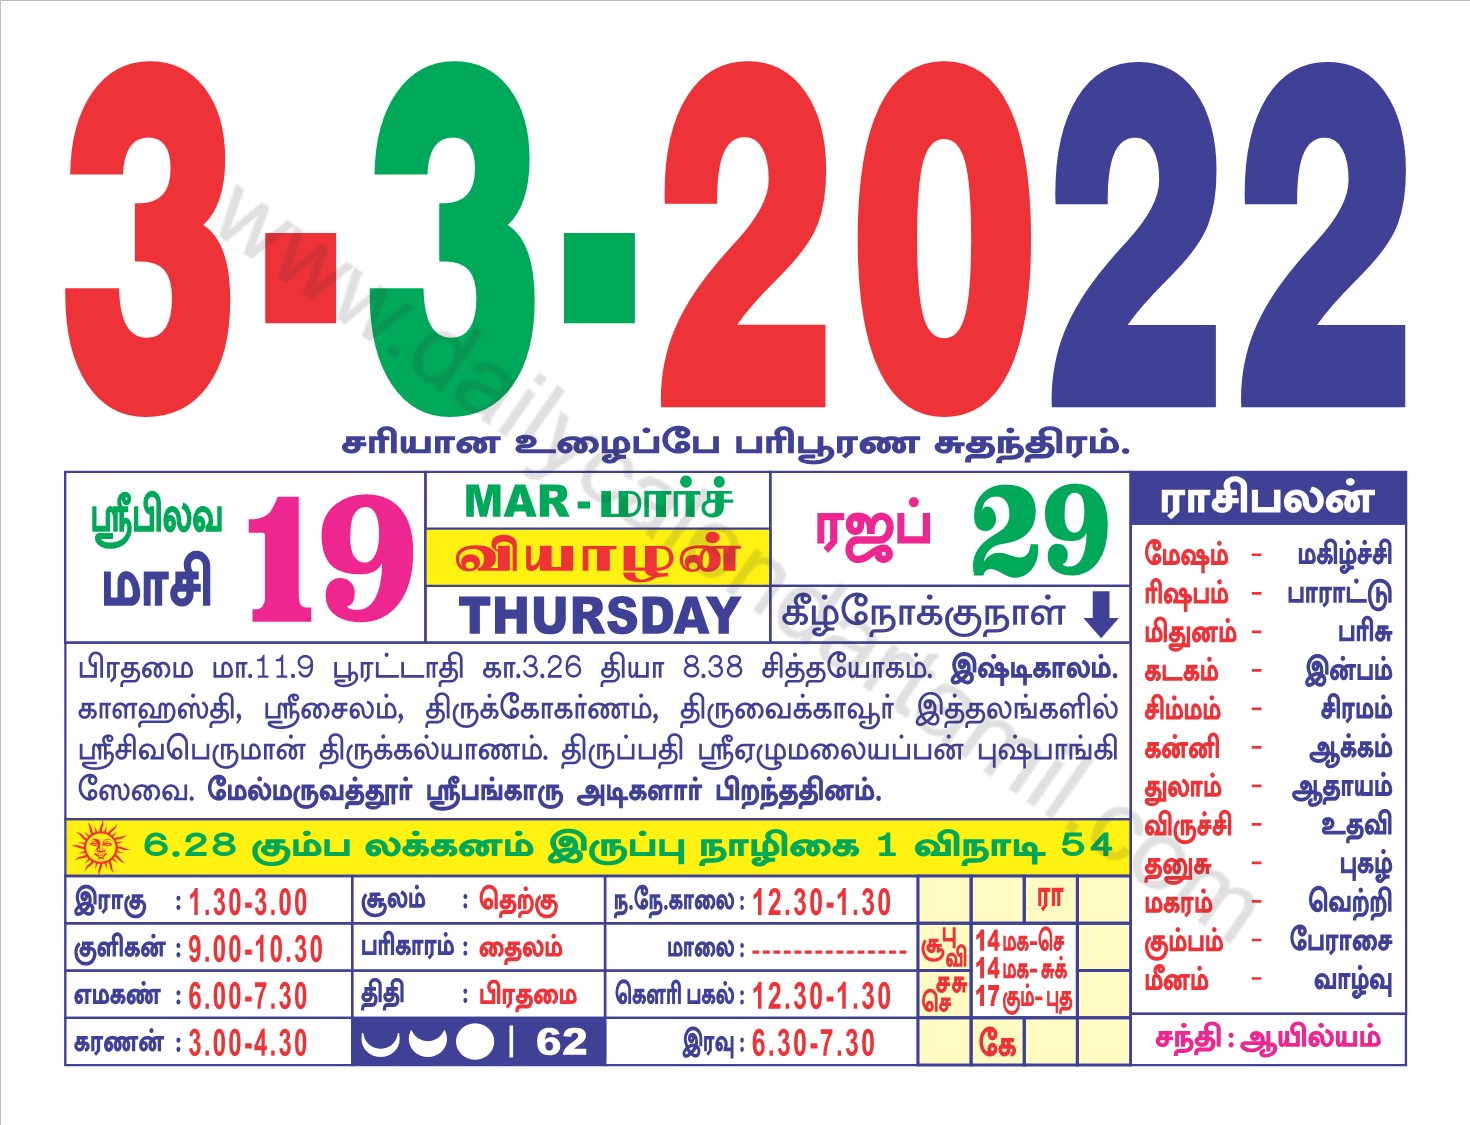 3-3-2022
சரியான உழைப்பே பரிபூரண சுதந்திரம்.
ஸ்ரீபிலவ
மாசி 19
MAR - மார்ச்
வியாழன்
THURSDAY
ரஜப் 29
கீழ்நோக்குநாள்
பிரதமை மா.11.9 பூரட்டாதி கா.3.26 தியா 8.38 சித்தயோகம். இஷ்டிகாலம்.
காளஹஸ்தி, ஸ்ரீசைலம், திருக்கோகர்ணம், திருவைக்காவூர் இத்தலங்களில்
ஸ்ரீசிவபெருமான் திருக்கல்யாணம். திருப்பதி ஸ்ரீஏழுமலையப்பன் புஷ்பாங்கி
ஸேவை. மேல்மருவத்தூர் ஸ்ரீபங்காரு அடிகளார் பிறந்ததினம்.
6.28 கும்ப லக்கனம் இருப்பு நாழிகை 1 விநாடி 54
இராகு : 1.30-3.00
குளிகன் : 9.00-10.30
எமகண் : 6.00-7.30
கரணன் : 3.00-4.30
சூலம் : தெற்கு
பரிகாரம் : தைலம்
திதி : பிரதமை
| 62
ந.நே.காலை : 12.30-1.30
மாலை : ---------------
கௌரி பகல் : 12.30-1.30
இரவு : 6.30-7.30
ரா
சூ பு வி
14 மக-செ
14 மக-சுக்
17 கும்-புத
செ ச சு
கே
ராசிபலன்
மேஷம் - மகிழ்ச்சி
ரிஷபம் - பாராட்டு
மிதுனம் - பரிசு
கடகம் - இன்பம்
சிம்மம் - சிரமம்
கன்னி - ஆக்கம்
துலாம் - ஆதாயம்
விருச்சி - உதவி
தனுசு - புகழ்
மகரம் - வெற்றி
கும்பம் - பேராசை
மீனம் - வாழ்வு
சந்தி : ஆயில்யம்
www.dailycalendartamil.com